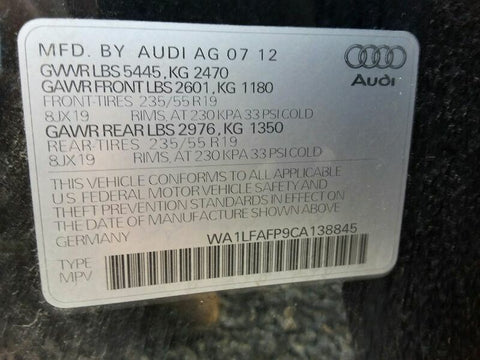 MFD. BY AUDI AG 07 12
GVWR LBS 5445, KG 2470
GAWR FRONT LBS 2601, KG 1180
FRONT-TIRES 235/55 R19
8JX19 RIMS, AT 230 KPA 33 PSI COLD
GAWR REAR LBS 2976, KG 1350
REAR-TIRES 235/55 R19
8JX19 RIMS, AT 230 KPA 33 PSI COLD
Audi
THIS VEHICLE CONFORMS TO ALL APPLICABLE
U.S. FEDERAL MOTOR VEHICLE SAFETY AND
THEFT PREVENTION STANDARDS IN EFFECT ON
THE DATE OF MANUFACTURE SHOWN ABOVE.
GERMANY WA1LFAFP9CA138845
TYPE
MPV